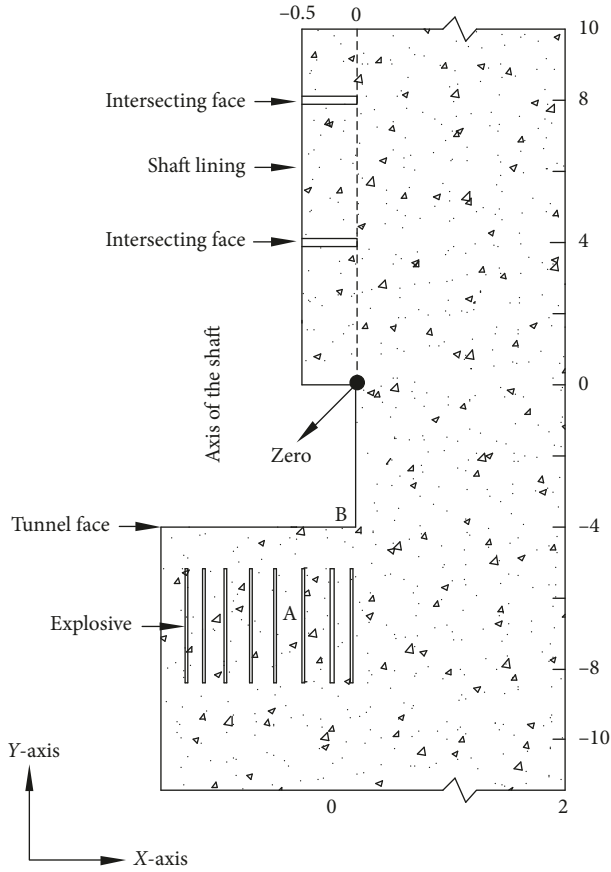 −0.5 0 10
Intersecting face 8
Shaft lining
Intersecting face 4
Axis of the shaft
0
Zero
B
Tunnel face −4
A
Explosive
−8
−10
Y-axis
0 2
X-axis